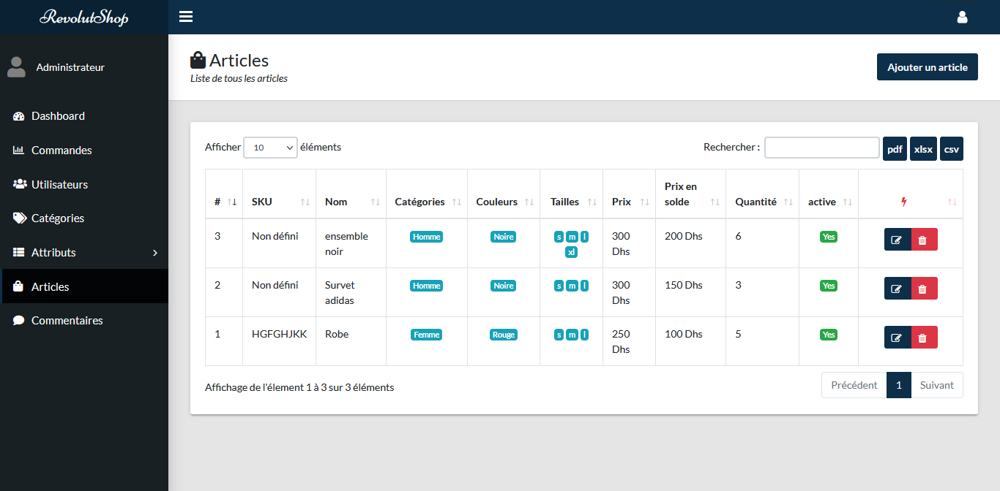 RevolutShop
Administrateur
Dashboard
Commandes
Utilisateurs
Catégories
Attributs
Articles
Commentaires
Articles
Liste de tous les articles
Ajouter un article
Afficher 10 éléments
Rechercher :
pdf xlsx csv
# SKU Nom Catégories Couleurs Tailles Prix Prix en solde Quantité active
3 Non défini ensemble noir Homme Noire s m l xl 300 Dhs 200 Dhs 6 Yes
2 Non défini Survet adidas Homme Noire s m l 300 Dhs 150 Dhs 3 Yes
1 HGFGHJKK Robe Femme Rouge s m l 250 Dhs 100 Dhs 5 Yes
Affichage de l'élement 1 à 3 sur 3 éléments
Précédent 1 Suivant